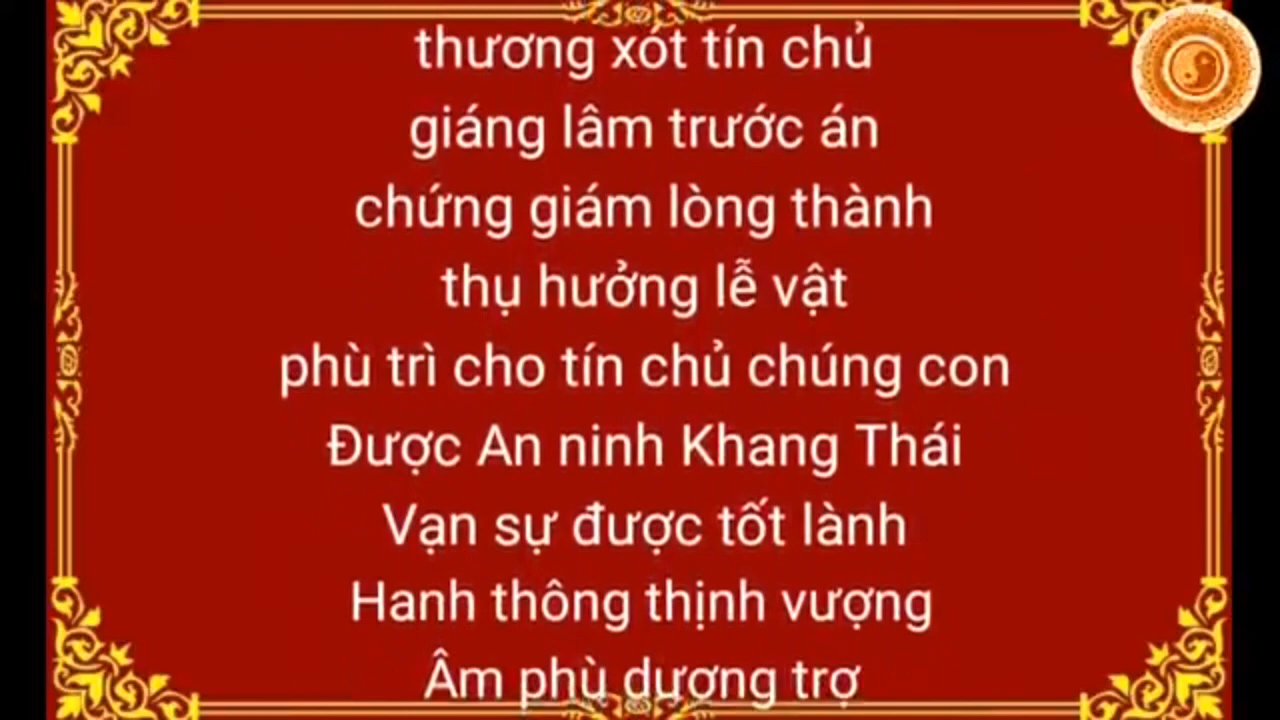 thương xót tín chủ
giáng lâm trước án
chứng giám lòng thành
thụ hưởng lễ vật
phù trì cho tín chủ chúng con
Được An ninh Khang Thái
Vạn sự được tốt lành
Hanh thông thịnh vượng
Âm phù dương trợ